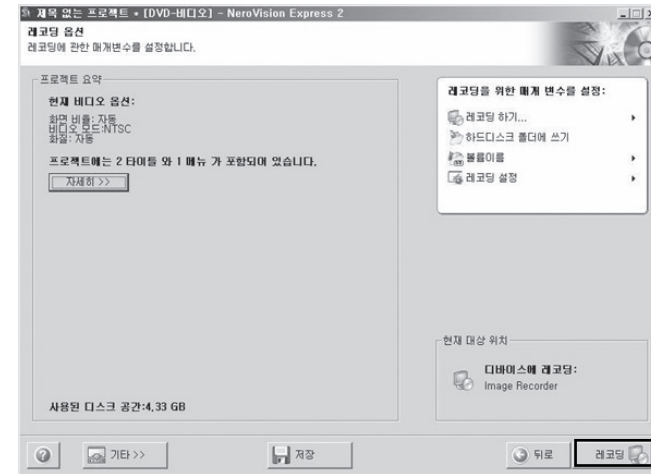 제목 없는 프로젝트 • [DVD-비디오] - NeroVision Express 2
레코딩 옵션
레코딩에 관한 매개변수를 설정합니다.
프로젝트 요약
현재 비디오 옵션:
화면 비율: 자동
비디오 모드:NTSC
화질: 자동
프로젝트에는 2 타이틀 와 1 메뉴 가 포함되어 있습니다.
자세히 >>
사용된 디스크 공간:4,33 GB
레코딩을 위한 매개 변수를 설정:
레코딩 하기...
하드디스크 폴더에 쓰기
볼륨이름
레코딩 설정
현재 대상 위치
디바이스에 레코딩:
Image Recorder
기타 >>
저장
뒤로
레코딩